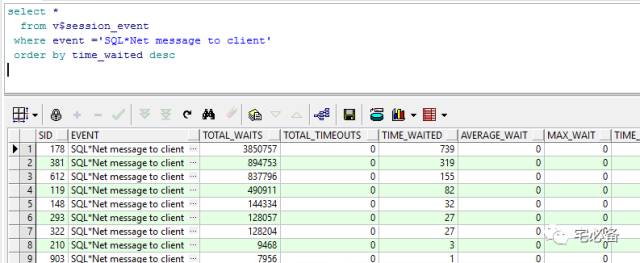 select *
from v$session_event
where event ='SQL*Net message to client'
order by time_waited desc
SID EVENT TOTAL_WAITS TOTAL_TIMEOUTS TIME_WAITED AVERAGE_WAIT MAX_WAIT TIME_
1 178 SQL*Net message to client ... 3850757 0 739 0 0
2 381 SQL*Net message to client ... 894753 0 319 0 0
3 612 SQL*Net message to client ... 837796 0 155 0 0
4 119 SQL*Net message to client ... 490911 0 82 0 0
5 148 SQL*Net message to client ... 144334 0 32 0 0
6 293 SQL*Net message to client ... 128057 0 27 0 0
7 322 SQL*Net message to client ... 128204 0 27 0 0
8 210 SQL*Net message to client ... 9468 0 3 0 0
9 903 SQL*Net message to client ... 7956 0 1 0 0
宅必备